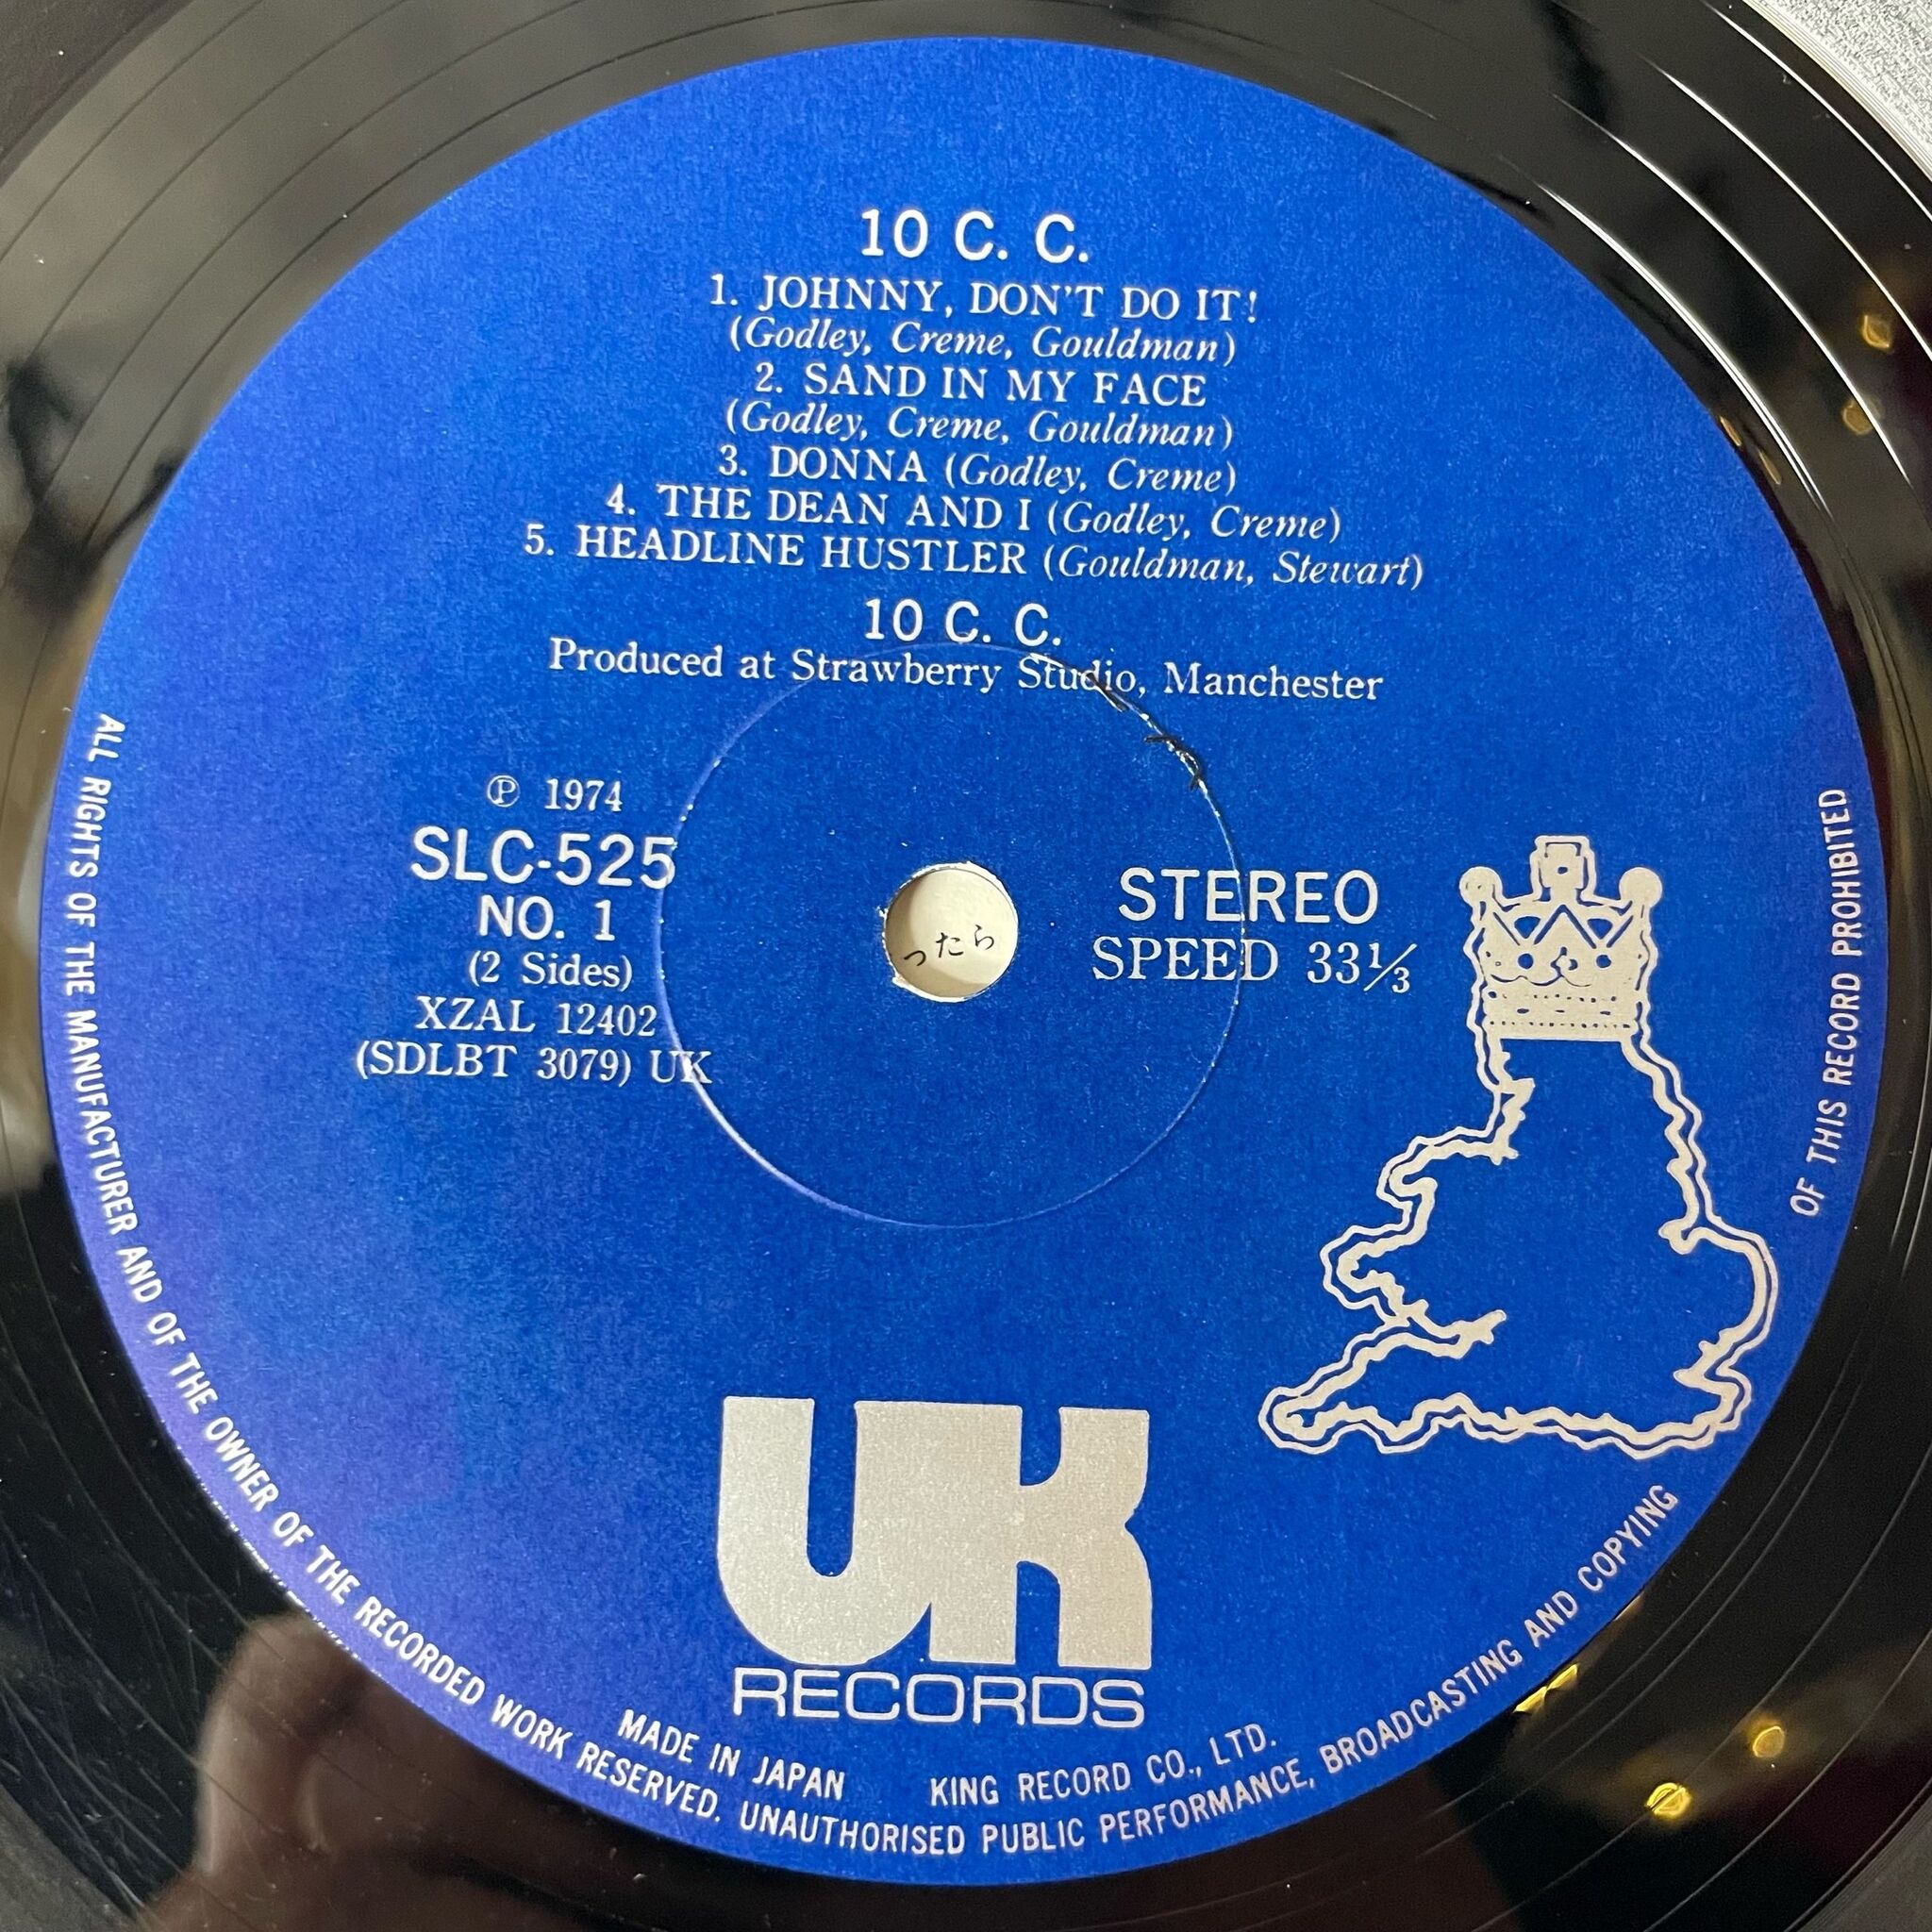 10 C. C.
1. JOHNNY, DON'T DO IT!
(Godley, Creme, Gouldman)
2. SAND IN MY FACE
(Godley, Creme, Gouldman)
3. DONNA (Godley, Creme)
4. THE DEAN AND I (Godley, Creme)
5. HEADLINE HUSTLER (Gouldman, Stewart)
10 C. C.
Produced at Strawberry Studio, Manchester
℗ 1974
SLC-525
NO. 1
(2 Sides)
XZAL 12402
(SDLBT 3079) UK
ったら
STEREO
SPEED 33⅓
UK
RECORDS
MADE IN JAPAN KING RECORD CO., LTD.
ALL RIGHTS OF THE MANUFACTURER AND OF THE OWNER OF THE RECORDED WORK RESERVED. UNAUTHORISED PUBLIC PERFORMANCE, BROADCASTING AND COPYING OF THIS RECORD PROHIBITED